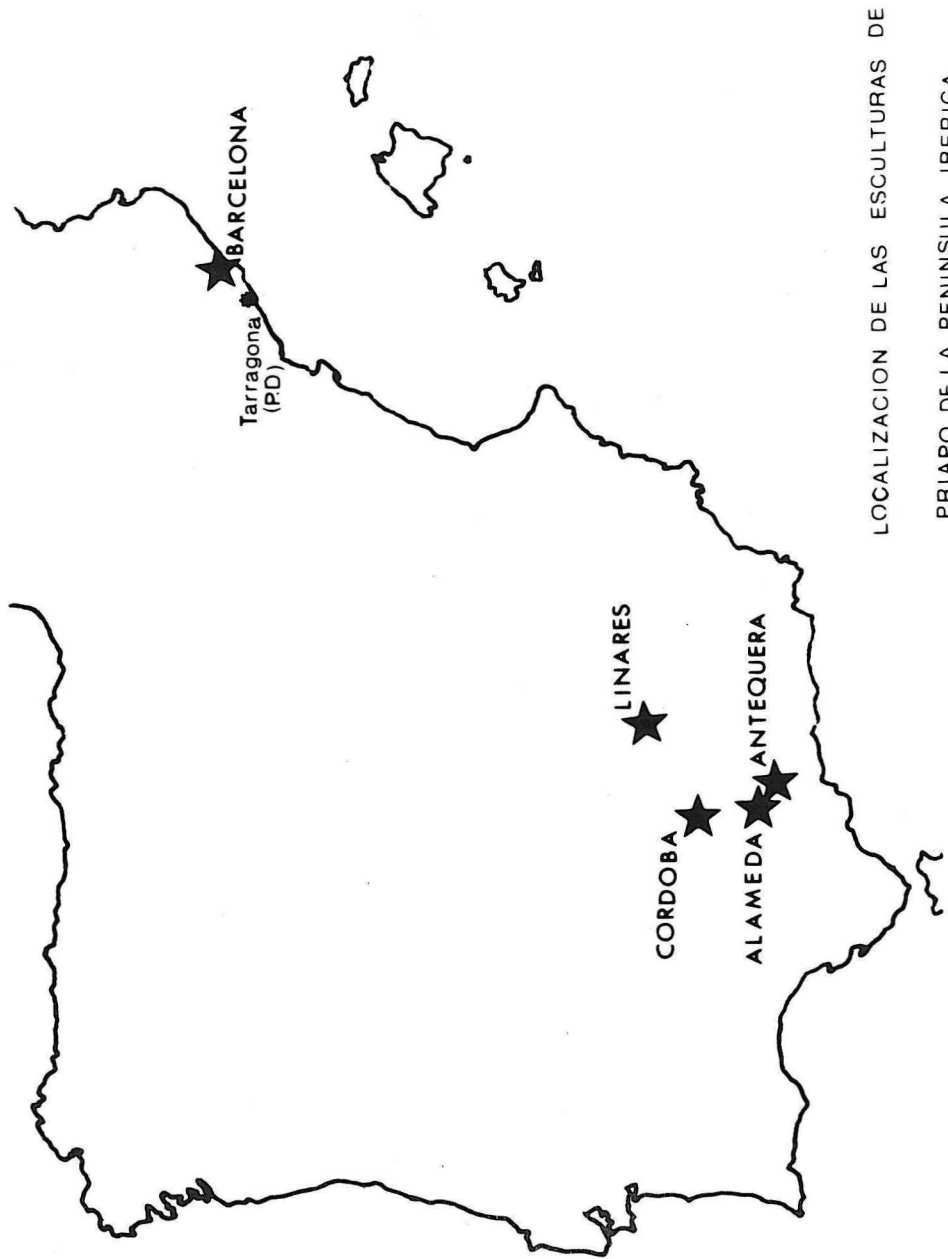 BARCELONA
Tarragona
(P.D)
LINARES
CORDOBA
ALAMEDA
ANTEQUERA
LOCALIZACION DE LAS ESCULTURAS DE
PRIAPO DE LA PENINSULA IBERICA